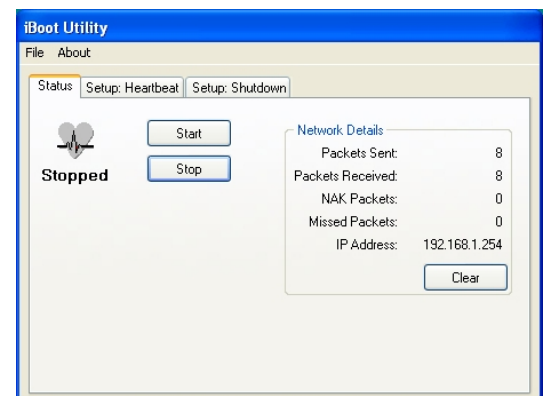 iBoot Utility
File About
Status Setup: Heartbeat Setup: Shutdown
Start
Stop
Stopped
Network Details
Packets Sent: 8
Packets Received: 8
NAK Packets: 0
Missed Packets: 0
IP Address: 192.168.1.254
Clear